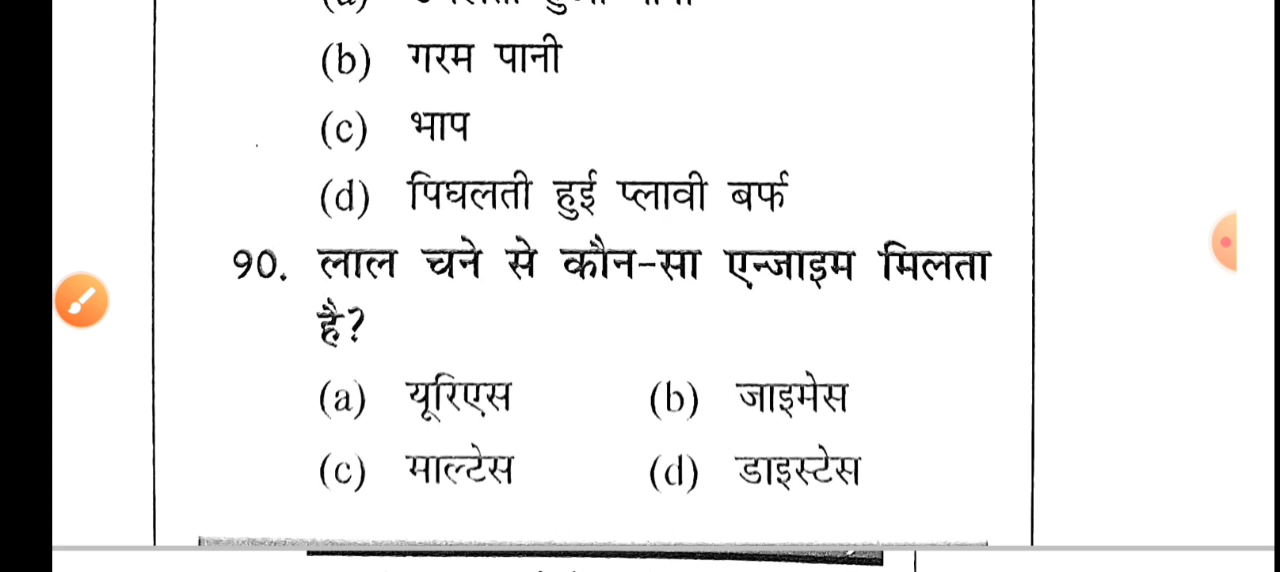 (b) गरम पानी
(c) भाप
(d) पिघलती हुई प्लावी बर्फ
90. लाल चने से कौन-सा एन्जाइम मिलता
है?
(a) यूरिएस (b) जाइमेस
(c) माल्टेस (d) डाइस्टेस